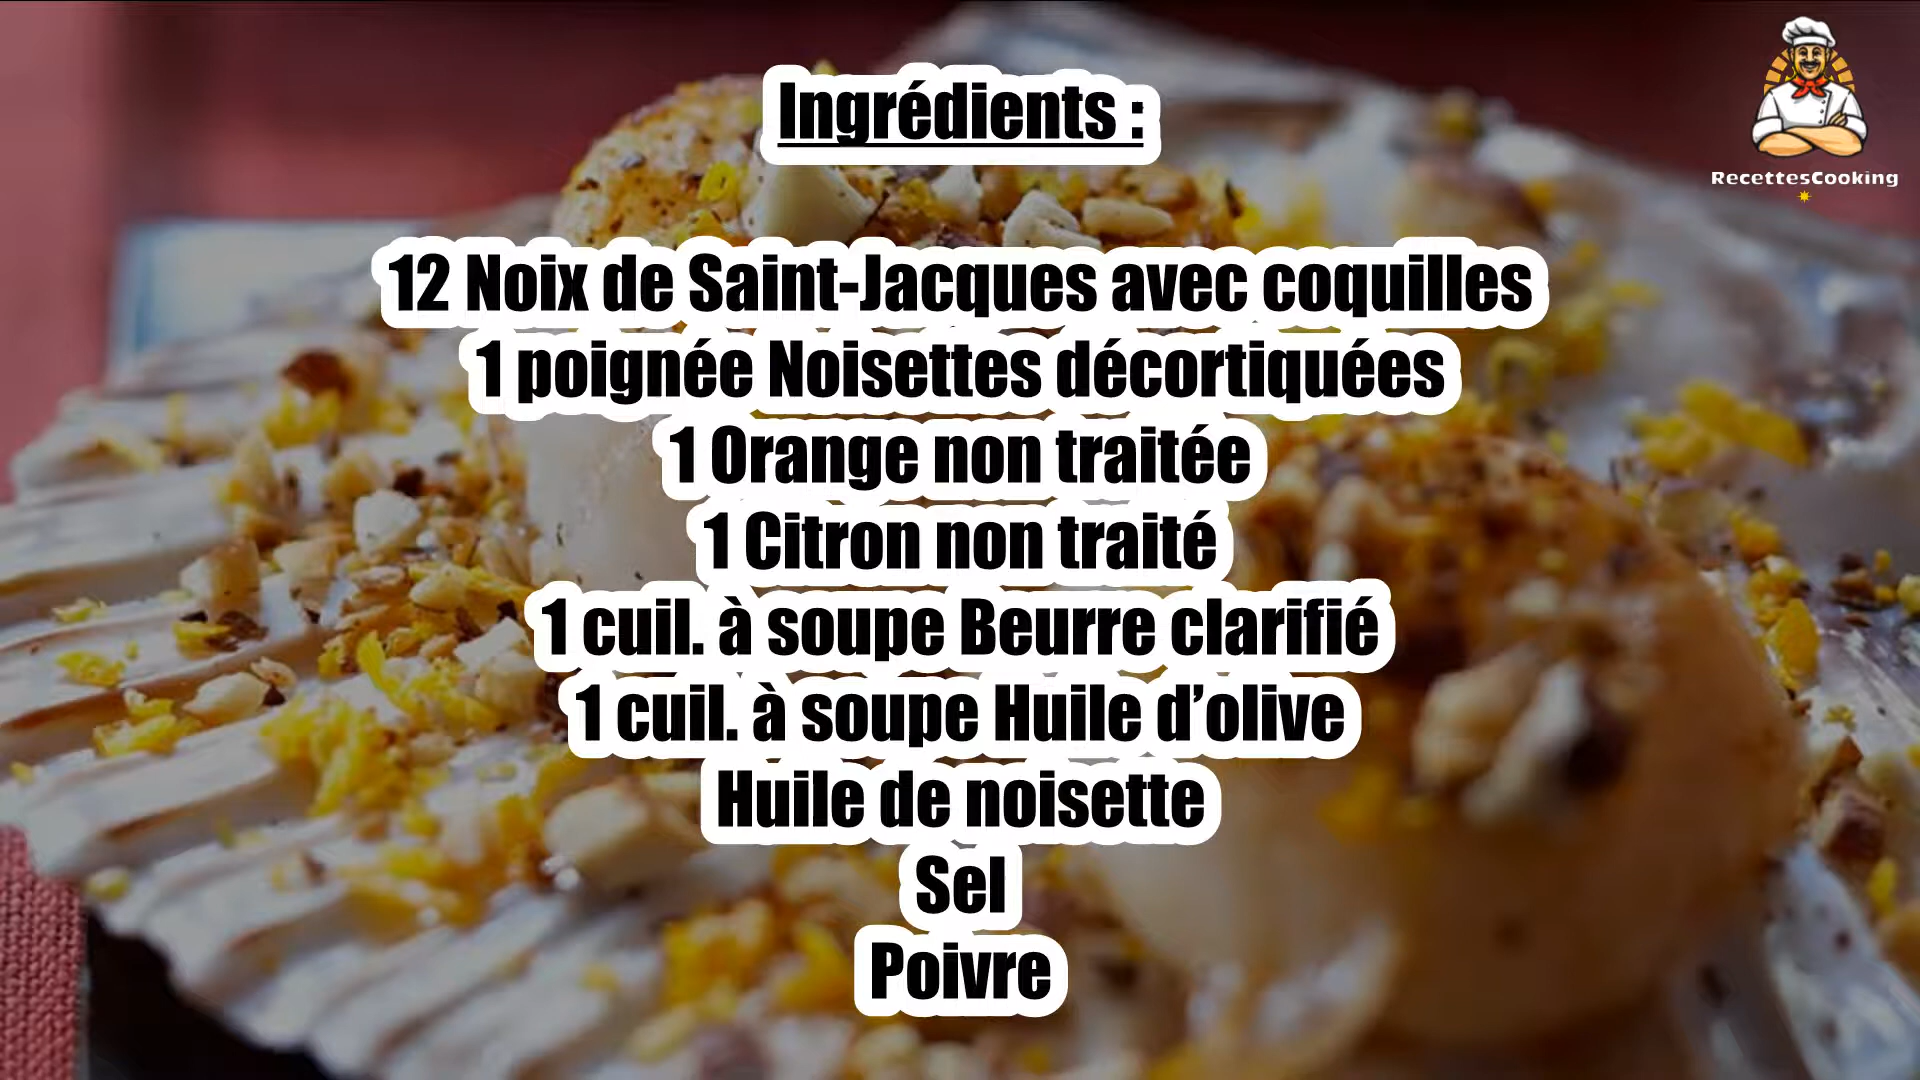 Ingrédients :
RecettesCooking
12 Noix de Saint-Jacques avec coquilles
1 poignée Noisettes décortiquées
1 Orange non traitée
1 Citron non traité
1 cuil. à soupe Beurre clarifié
1 cuil. à soupe Huile d’olive
Huile de noisette
Sel
Poivre